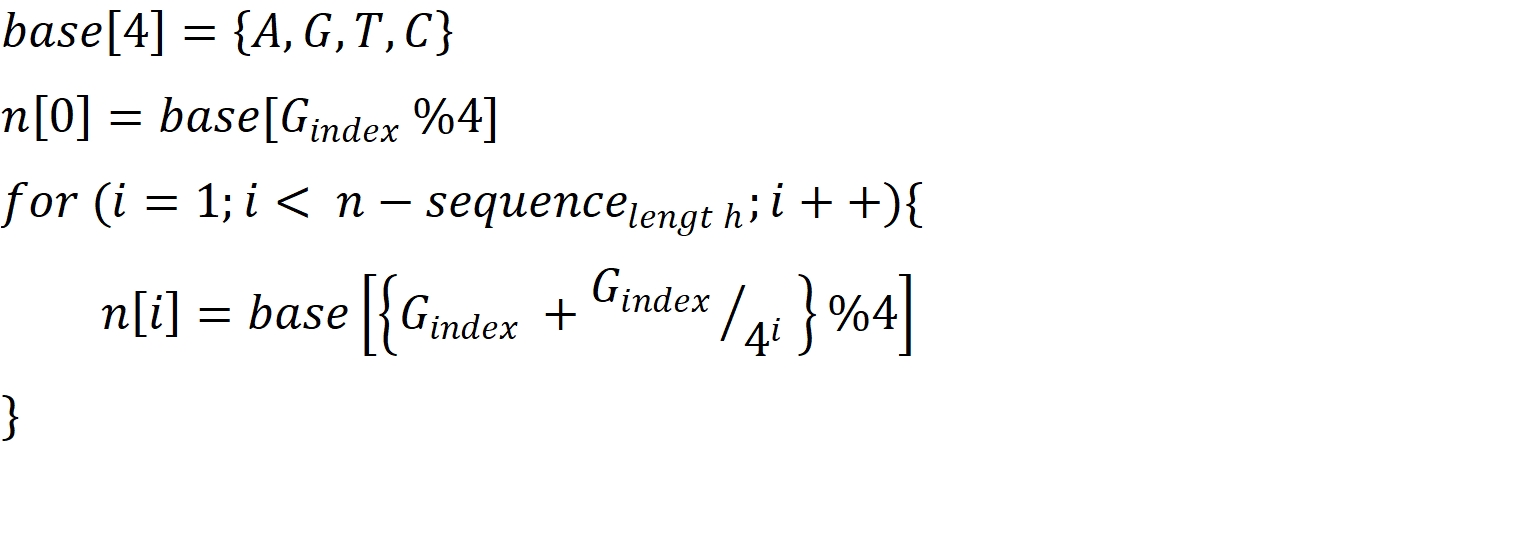 base[4] = {A, G, T, C}
n[0] = base[G_index %4]
for (i = 1; i < n − sequence_lengt h; i + +){
n[i] = base[{G_index + G_index/4^i}%4]
}